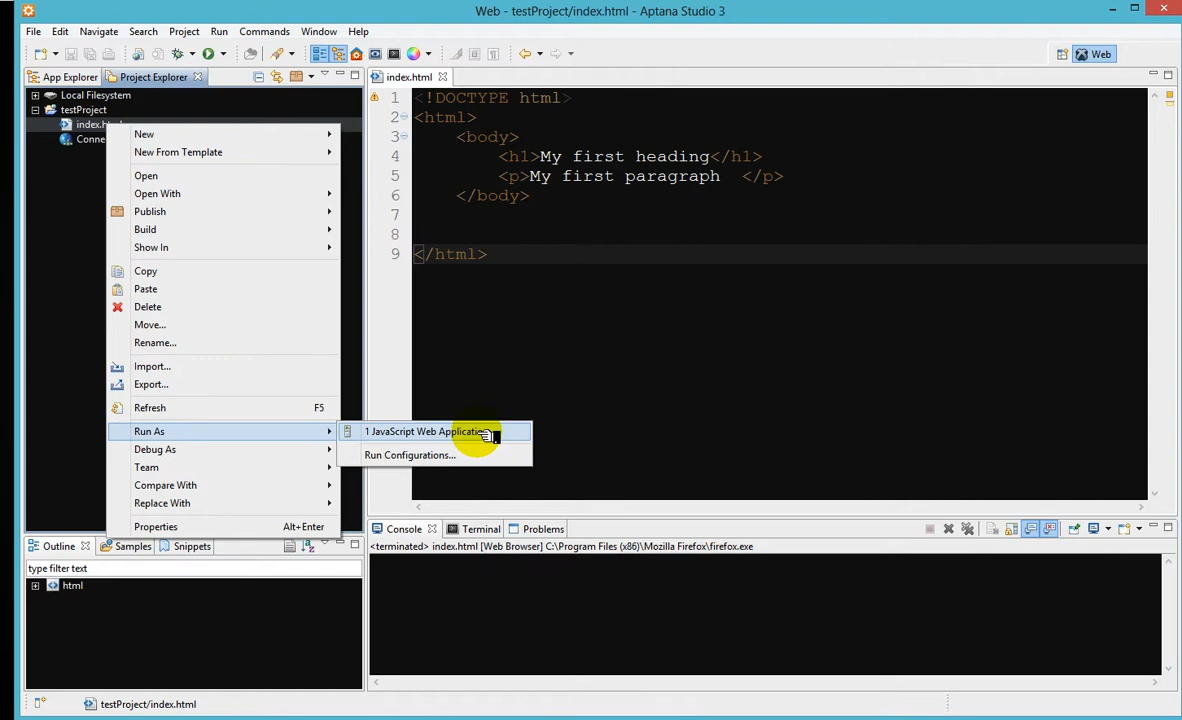 Web - testProject/index.html - Aptana Studio 3
File Edit Navigate Search Project Run Commands Window Help
Web
App Explorer Project Explorer
Local Filesystem
testProject
index.h
Conne
New
New From Template
Open
Open With
Publish
Build
Show In
Copy
Paste
Delete
Move...
Rename...
Import...
Export...
Refresh F5
Run As
Debug As
Team
Compare With
Replace With
Properties Alt+Enter
1 JavaScript Web Applicatio
Run Configurations...
index.html
1 <!DOCTYPE html>
2 <html>
3 <body>
4 <h1>My first heading</h1>
5 <p>My first paragraph </p>
6 </body>
7
8
9 </html>
Outline Samples Snippets
type filter text
html
Console Terminal Problems
<terminated> index.html [Web Browser] C:\Program Files (x86)\Mozilla Firefox\firefox.exe
testProject/index.html